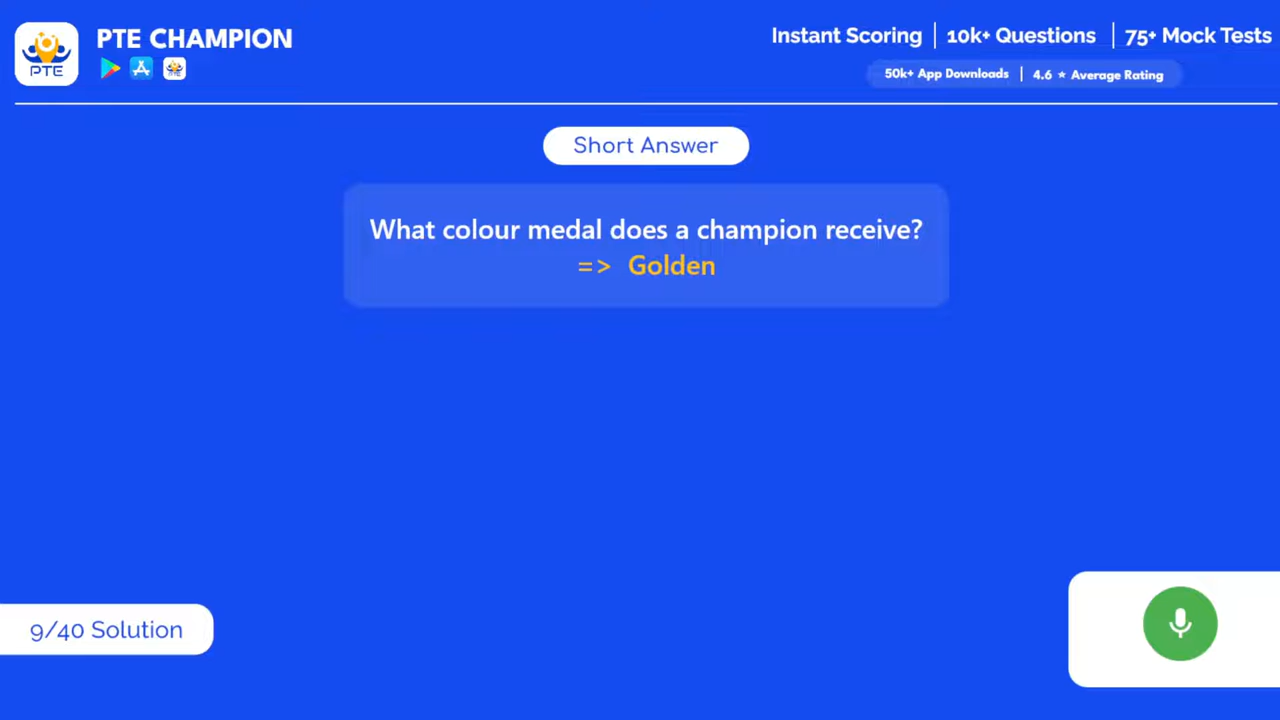 PTE CHAMPION
PTE
Instant Scoring | 10k+ Questions | 75+ Mock Tests
50k+ App Downloads | 4.6 ★ Average Rating
Short Answer
What colour medal does a champion receive?
=> Golden
9/40 Solution